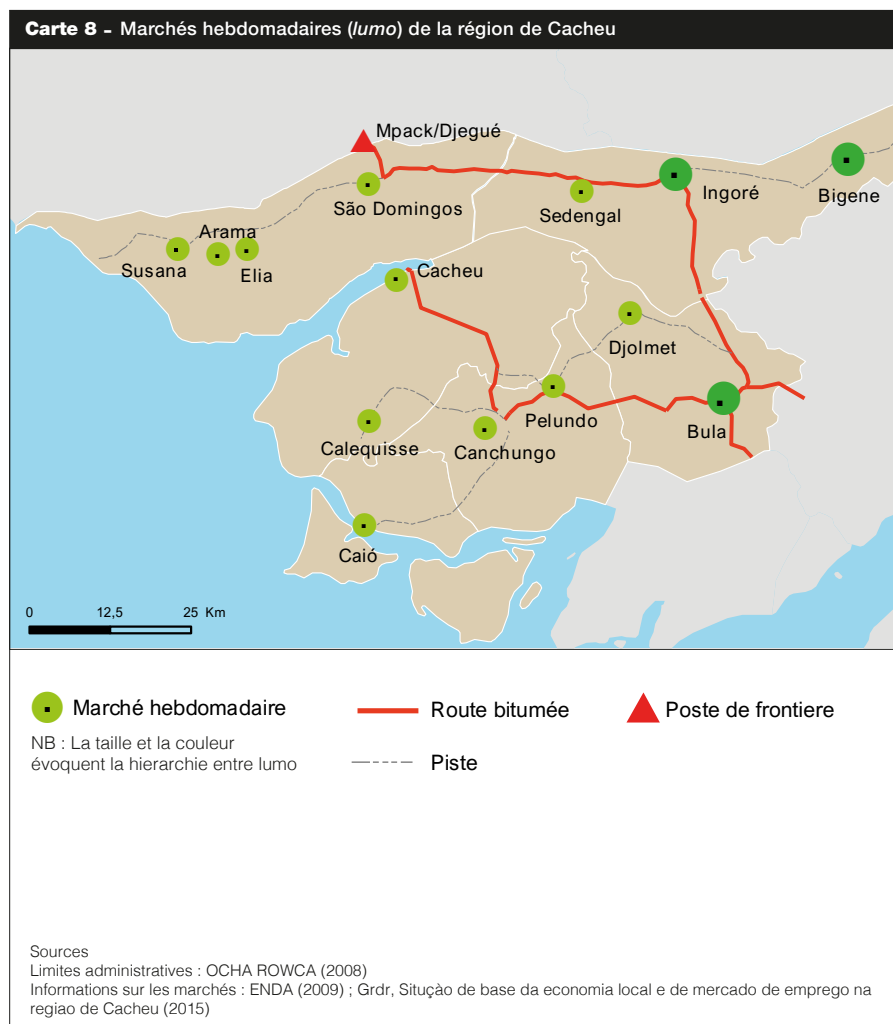 Carte 8 - Marchés hebdomadaires (lumo) de la région de Cacheu
Mpack/Djegué
Ingoré
Bigene
São Domingos
Sedengal
Arama
Susana
Elia
Cacheu
Djolmet
Pelundo
Bula
Calequisse
Canchungo
Caió
0 12,5 25 Km
Marché hebdomadaire
Route bitumée
Poste de frontiere
NB : La taille et la couleur
évoquent la hierarchie entre lumo
Piste
Sources
Limites administratives : OCHA ROWCA (2008)
Informations sur les marchés : ENDA (2009) ; Grdr, Situção de base da economia local e de mercado de emprego na
regiao de Cacheu (2015)